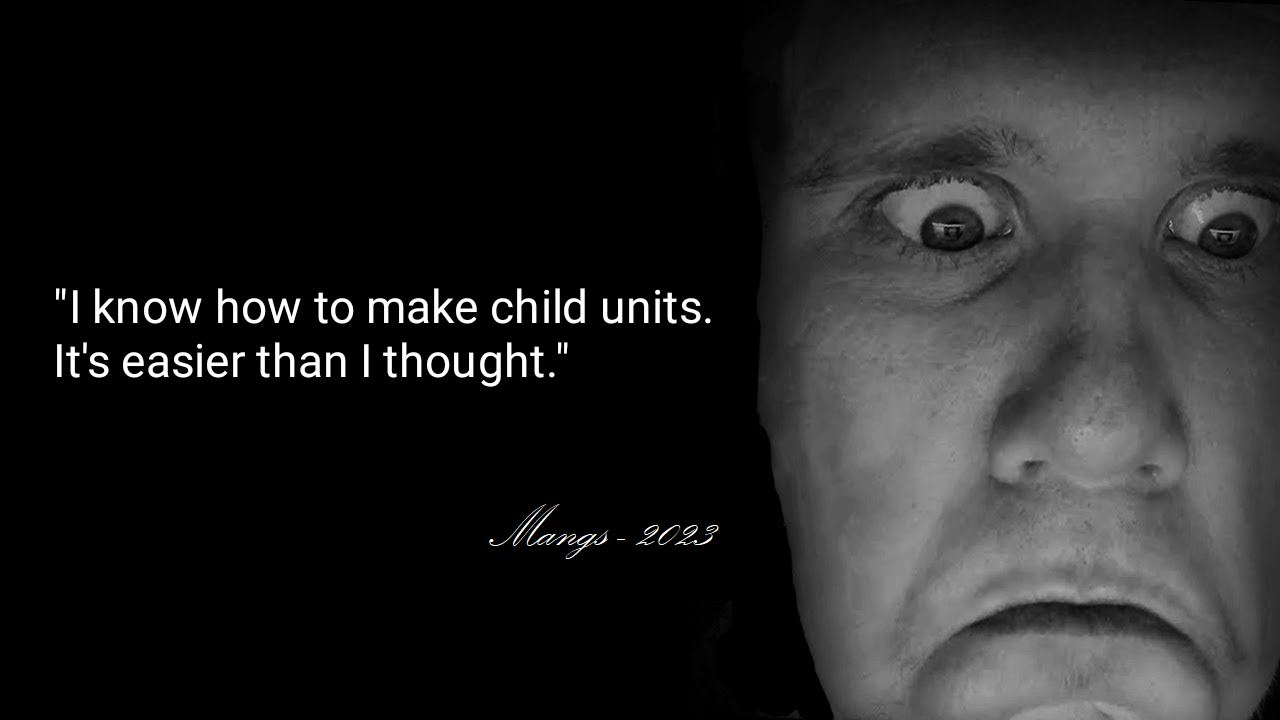 "I know how to make child units.
It's easier than I thought."
Mangs - 2023